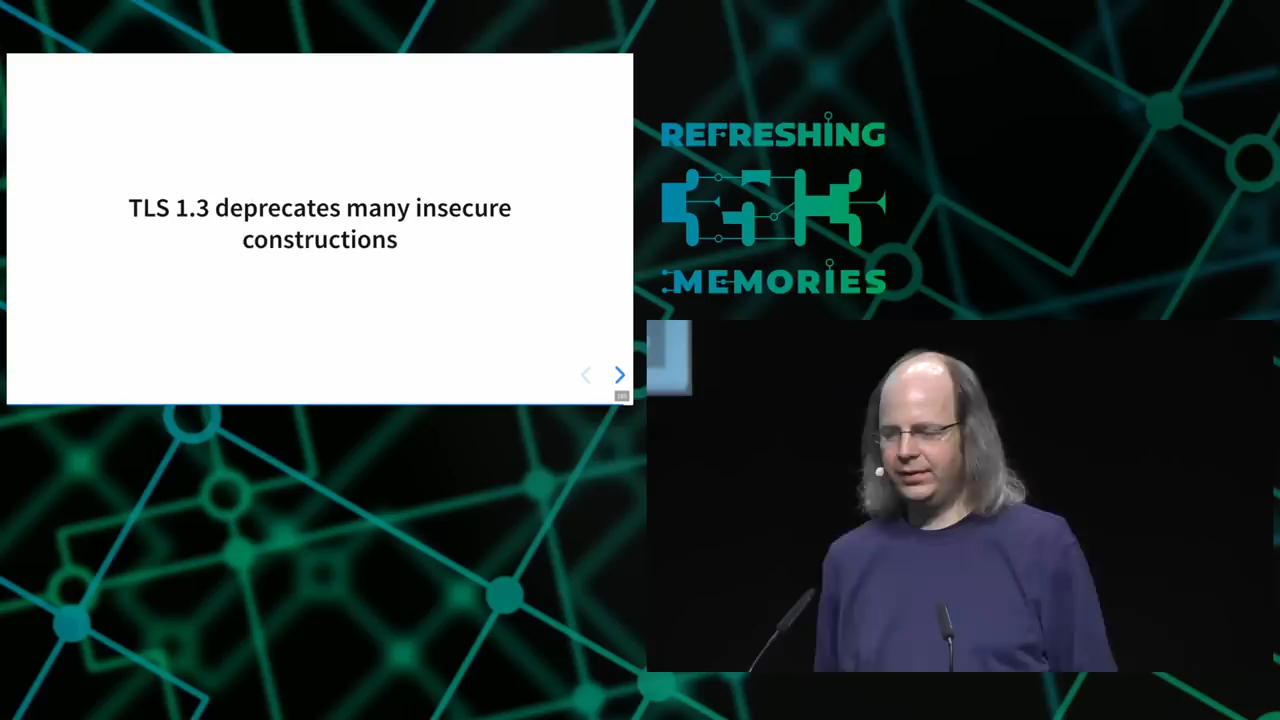 TLS 1.3 deprecates many insecure
constructions
REFRESHING
MEMORIES